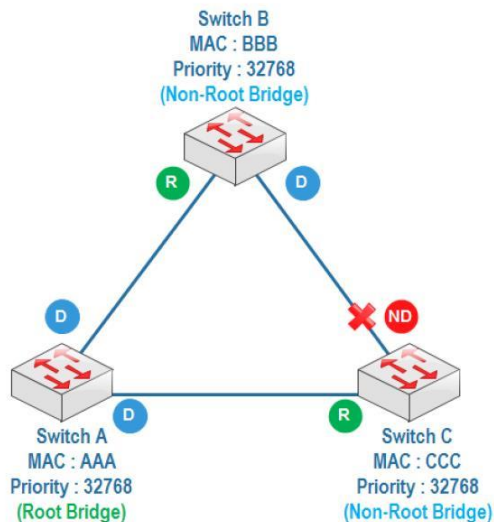 Switch B
MAC : BBB
Priority : 32768
(Non-Root Bridge)
R
D
D
ND
D
R
Switch A
MAC : AAA
Priority : 32768
(Root Bridge)
Switch C
MAC : CCC
Priority : 32768
(Non-Root Bridge)